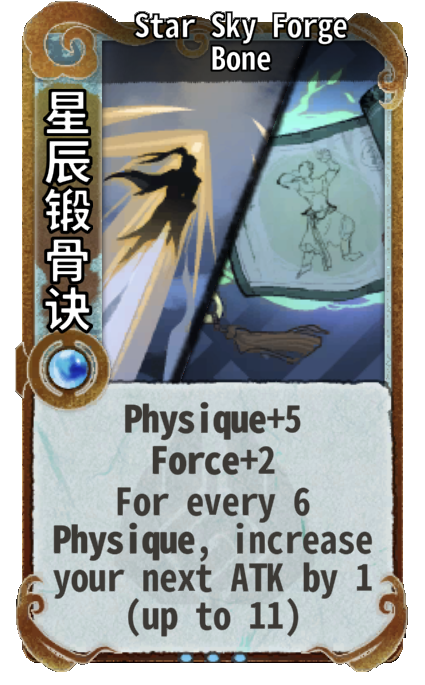 Star Sky Forge
Bone
星辰锻骨诀
Physique+5
Force+2
For every 6
Physique, increase
your next ATK by 1
(up to 11)